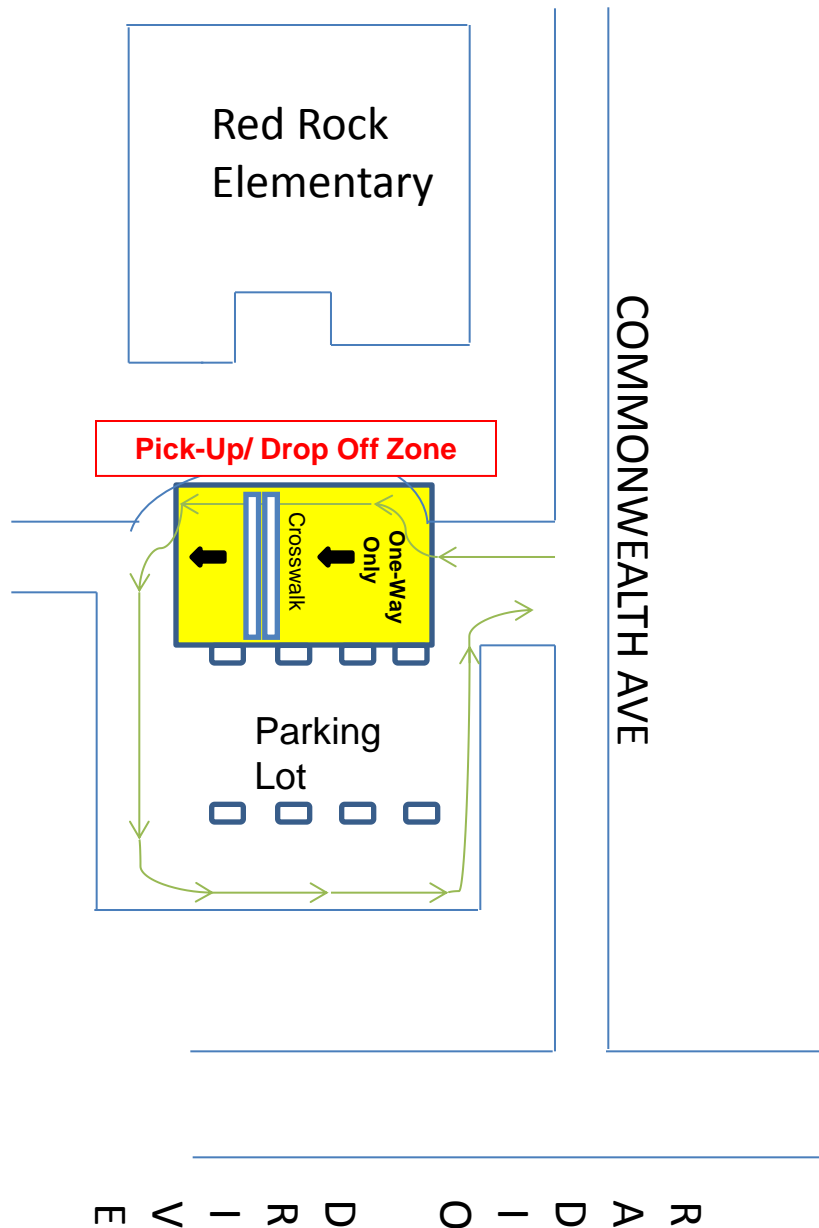 Red Rock
Elementary
COMMONWEALTH AVE
Pick-Up/ Drop Off Zone
One-Way
Only
Crosswalk
Parking
Lot
RADIO DRIVE